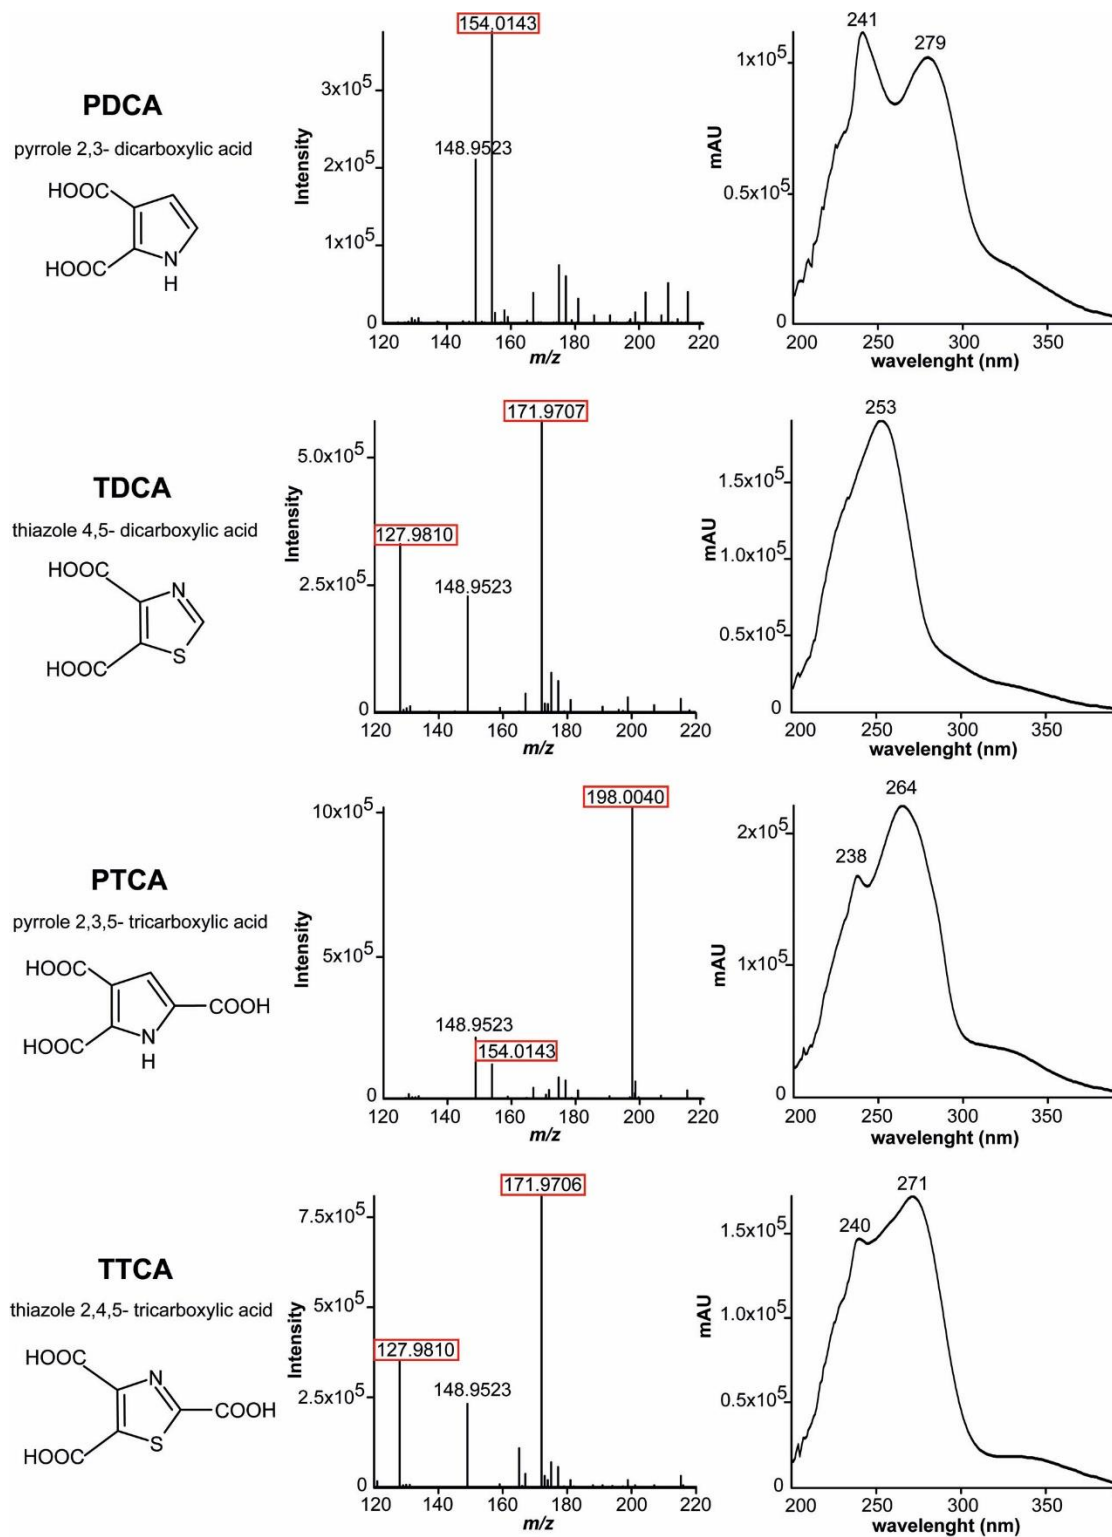 PDCA
pyrrole 2,3- dicarboxylic acid
HOOC
HOOC
N
H
Intensity
3x10^5
2x10^5
1x10^5
0
154.0143
148.9523
120 140 160 180 200 220
m/z
mAU
1x10^5
0.5x10^5
0
241
279
200 250 300 350
wavelenght (nm)
TDCA
thiazole 4,5- dicarboxylic acid
HOOC
N
HOOC
S
Intensity
5.0x10^5
2.5x10^5
0
171.9707
127.9810
148.9523
120 140 160 180 200 220
m/z
mAU
1.5x10^5
1.0x10^5
0.5x10^5
0
253
200 250 300 350
wavelenght (nm)
PTCA
pyrrole 2,3,5- tricarboxylic acid
HOOC
COOH
HOOC
N
H
Intensity
10x10^5
5x10^5
0
198.0040
148.9523
154.0143
120 140 160 180 200 220
m/z
mAU
2x10^5
1x10^5
0
264
238
200 250 300 350
wavelenght (nm)
TTCA
thiazole 2,4,5- tricarboxylic acid
HOOC
N
COOH
HOOC
S
Intensity
7.5x10^5
5x10^5
2.5x10^5
0
171.9706
127.9810
148.9523
120 140 160 180 200 220
m/z
mAU
1.5x10^5
1.0x10^5
0.5x10^5
0
271
240
200 250 300 350
wavelenght (nm)